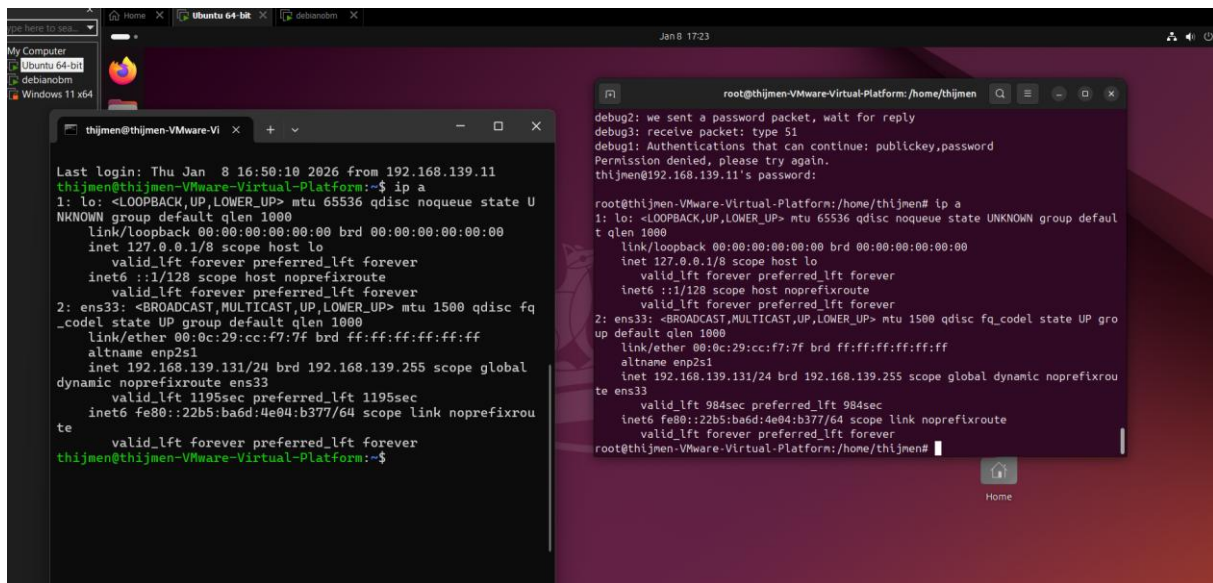 Home
Ubuntu 64-bit
debianobm
Jan 8 17:23
My Computer
Ubuntu 64-bit
debianobm
Windows 11 x64
thijmen@thijmen-VMware-Vi
Last login: Thu Jan  8 16:50:10 2026 from 192.168.139.11
thijmen@thijmen-VMware-Virtual-Platform:~$ ip a
1: lo: <LOOPBACK,UP,LOWER_UP> mtu 65536 qdisc noqueue state U
NKNOWN group default qlen 1000
link/loopback 00:00:00:00:00:00 brd 00:00:00:00:00:00
inet 127.0.0.1/8 scope host lo
valid_lft forever preferred_lft forever
inet6 ::1/128 scope host noprefixroute
valid_lft forever preferred_lft forever
2: ens33: <BROADCAST,MULTICAST,UP,LOWER_UP> mtu 1500 qdisc fq
_codel state UP group default qlen 1000
link/ether 00:0c:29:cc:f7:7f brd ff:ff:ff:ff:ff:ff
altname enp2s1
inet 192.168.139.131/24 brd 192.168.139.255 scope global
dynamic noprefixroute ens33
valid_lft 1195sec preferred_lft 1195sec
inet6 fe80::22b5:ba6d:4e04:b377/64 scope link noprefixrou
te
valid_lft forever preferred_lft forever
thijmen@thijmen-VMware-Virtual-Platform:~$
root@thijmen-VMware-Virtual-Platform: /home/thijmen
debug2: we sent a password packet, wait for reply
debug3: receive packet: type 51
debug1: Authentications that can continue: publickey,password
Permission denied, please try again.
thijmen@192.168.139.11's password:
root@thijmen-VMware-Virtual-Platform:/home/thijmen# ip a
1: lo: <LOOPBACK,UP,LOWER_UP> mtu 65536 qdisc noqueue state UNKNOWN group defaul
t qlen 1000
link/loopback 00:00:00:00:00:00 brd 00:00:00:00:00:00
inet 127.0.0.1/8 scope host lo
valid_lft forever preferred_lft forever
inet6 ::1/128 scope host noprefixroute
valid_lft forever preferred_lft forever
2: ens33: <BROADCAST,MULTICAST,UP,LOWER_UP> mtu 1500 qdisc fq_codel state UP gro
up default qlen 1000
link/ether 00:0c:29:cc:f7:7f brd ff:ff:ff:ff:ff:ff
altname enp2s1
inet 192.168.139.131/24 brd 192.168.139.255 scope global dynamic noprefixrou
te ens33
valid_lft 984sec preferred_lft 984sec
inet6 fe80::22b5:ba6d:4e04:b377/64 scope link noprefixroute
valid_lft forever preferred_lft forever
root@thijmen-VMware-Virtual-Platform:/home/thijmen#
Home